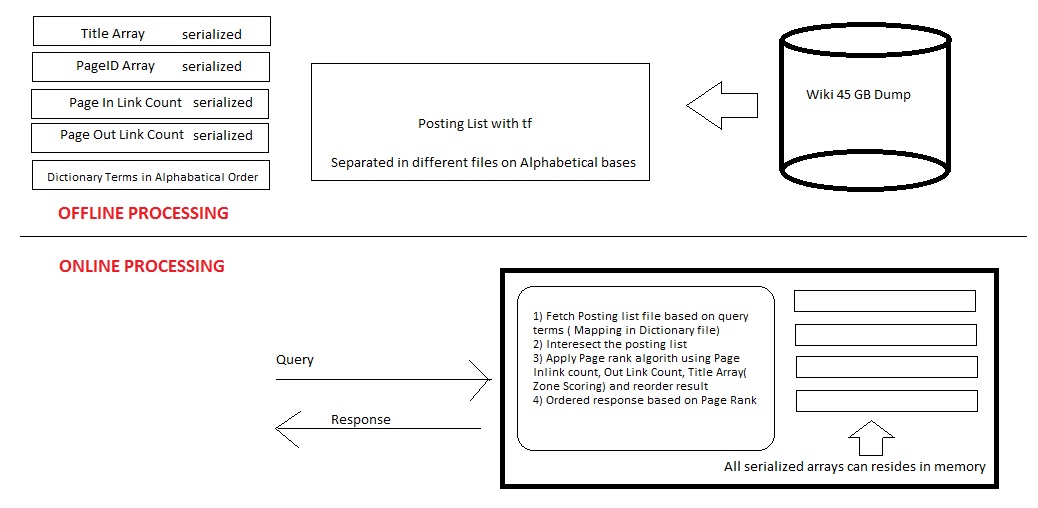 Title Array serialized
PageID Array serialized
Page In Link Count serialized
Page Out Link Count serialized
Dictionary Terms in Alphabatical Order
Posting List with tf
Separated in different files on Alphabetical bases
Wiki 45 GB Dump
OFFLINE PROCESSING
ONLINE PROCESSING
Query
Response
1) Fetch Posting list file based on query
terms ( Mapping in Dictionary file)
2) Interesect the posting list
3) Apply Page rank algorith using Page
Inlink count, Out Link Count, Title Array(
Zone Scoring) and reorder result
4) Ordered response based on Page Rank
All serialized arrays can resides in memory